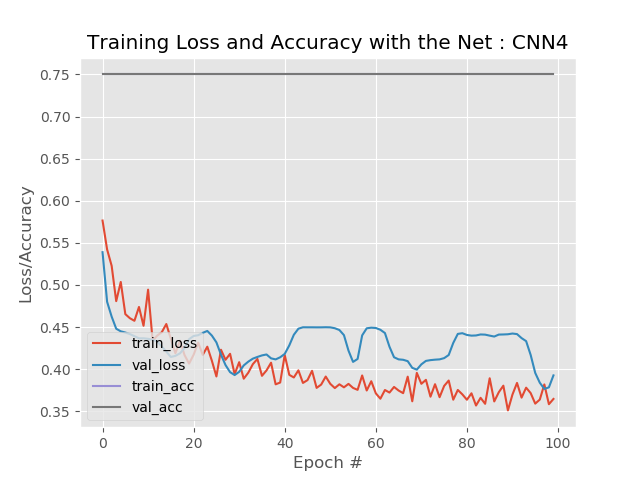 Training Loss and Accuracy with the Net : CNN4
Loss/Accuracy
0.75
0.70
0.65
0.60
0.55
0.50
0.45
0.40
0.35
train_loss
val_loss
train_acc
val_acc
0 20 40 60 80 100
Epoch #